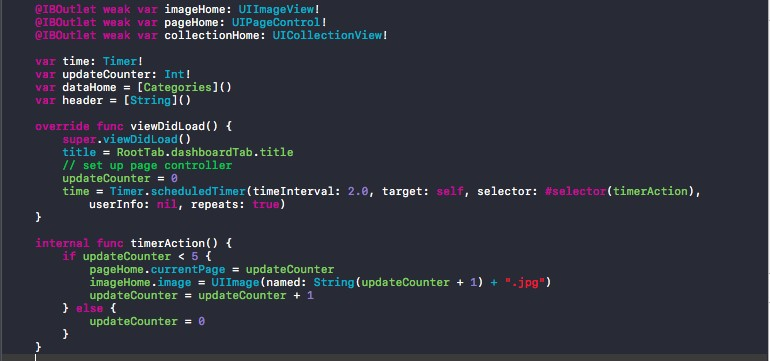 @IBOutlet weak var imageHome: UIImageView!
@IBOutlet weak var pageHome: UIPageControl!
@IBOutlet weak var collectionHome: UICollectionView!
var time: Timer!
var updateCounter: Int!
var dataHome = [Categories]()
var header = [String]()
override func viewDidLoad() {
super.viewDidLoad()
title = RootTab.dashboardTab.title
// set up page controller
updateCounter = 0
time = Timer.scheduledTimer(timeInterval: 2.0, target: self, selector: #selector(timerAction),
userInfo: nil, repeats: true)
}
internal func timerAction() {
if updateCounter < 5 {
pageHome.currentPage = updateCounter
imageHome.image = UIImage(named: String(updateCounter + 1) + ".jpg")
updateCounter = updateCounter + 1
} else {
updateCounter = 0
}
}